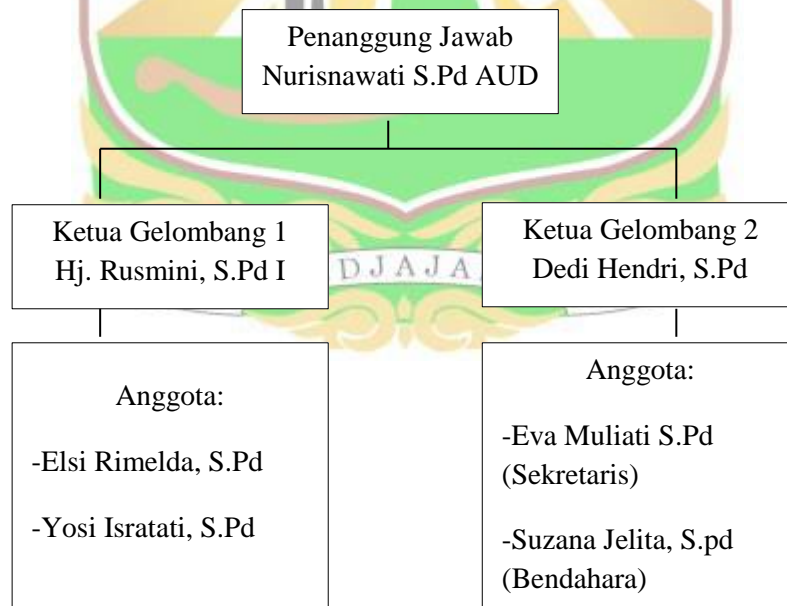 Penanggung Jawab
Nurisnawati S.Pd AUD
Ketua Gelombang 1
Hj. Rusmini, S.Pd I
Ketua Gelombang 2
Dedi Hendri, S.Pd
DJAJA
Anggota:
-Elsi Rimelda, S.Pd
-Yosi Isratati, S.Pd
Anggota:
-Eva Muliati S.Pd
(Sekretaris)
-Suzana Jelita, S.pd
(Bendahara)